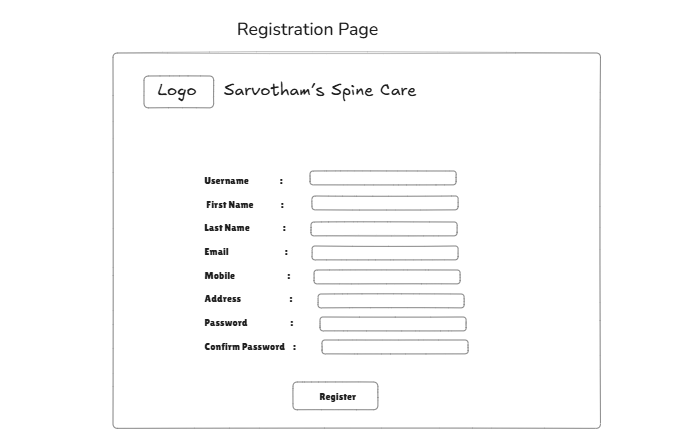 Registration Page
Logo Sarvotham's Spine Care
Username :
First Name :
Last Name :
Email :
Mobile :
Address :
Password :
Confirm Password :
Register